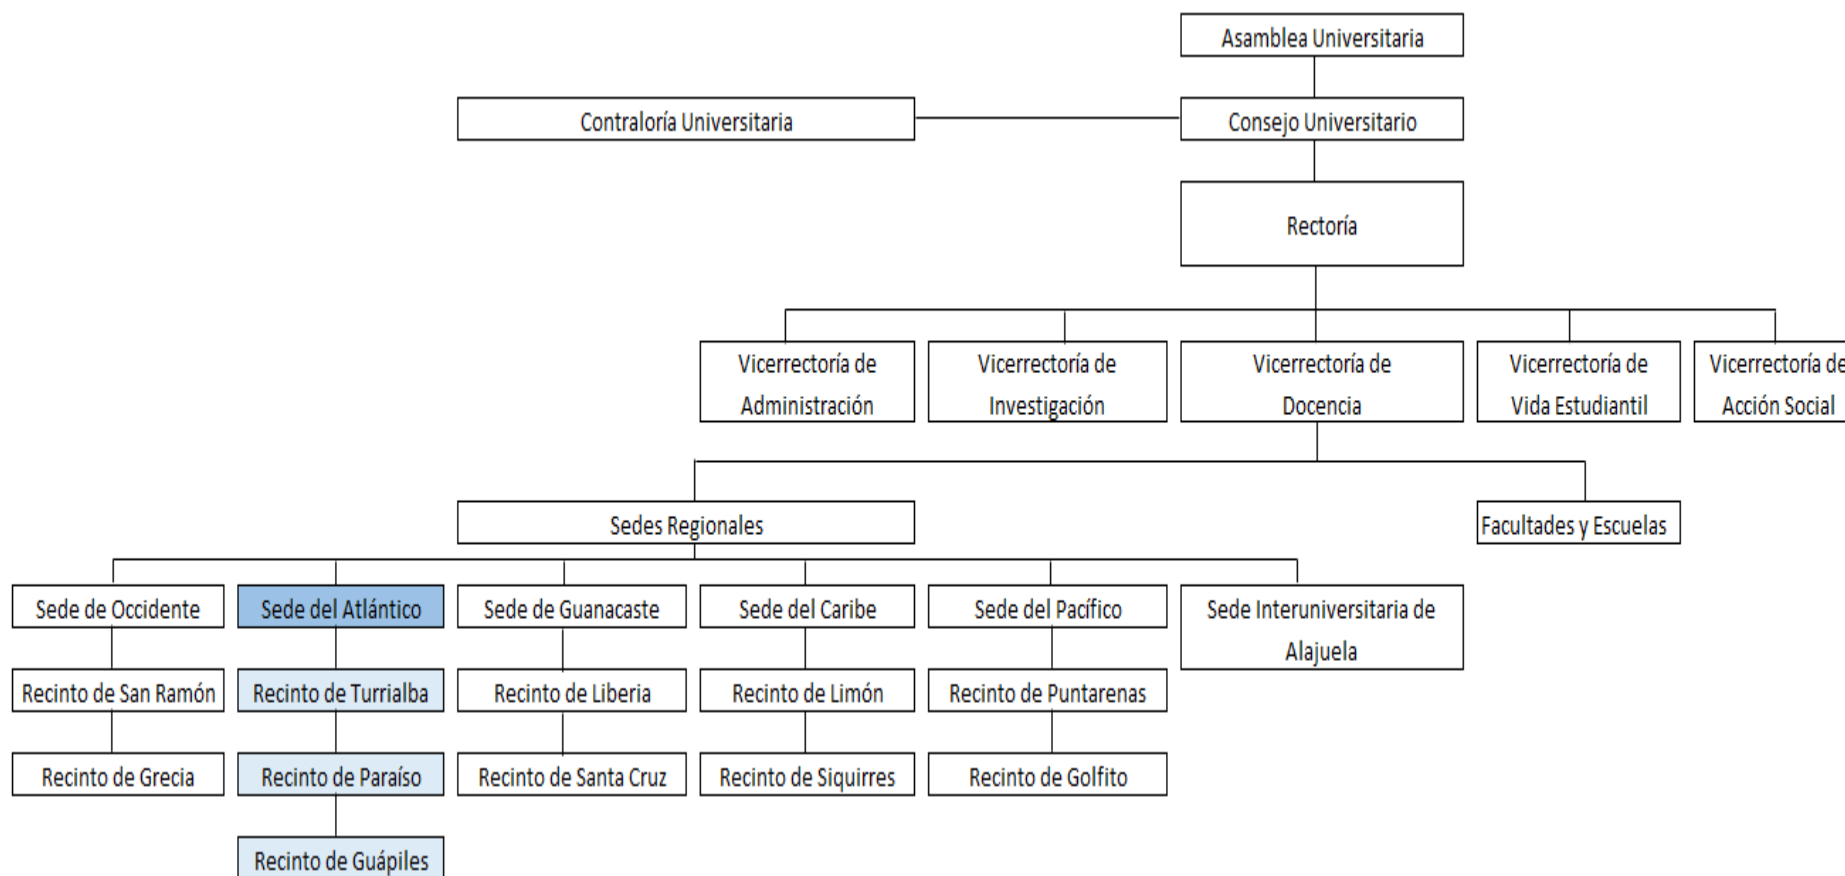 Asamblea Universitaria
Contraloría Universitaria
Consejo Universitario
Rectoría
Vicerrectoría de
Administración
Vicerrectoría de
Investigación
Vicerrectoría de
Docencia
Vicerrectoría de
Vida Estudiantil
Vicerrectoría de
Acción Social
Sedes Regionales
Facultades y Escuelas
Sede de Occidente
Sede del Atlántico
Sede de Guanacaste
Sede del Caribe
Sede del Pacífico
Sede Interuniversitaria de
Alajuela
Recinto de San Ramón
Recinto de Turrialba
Recinto de Liberia
Recinto de Limón
Recinto de Puntarenas
Recinto de Grecia
Recinto de Paraíso
Recinto de Santa Cruz
Recinto de Siquirres
Recinto de Golfito
Recinto de Guápiles